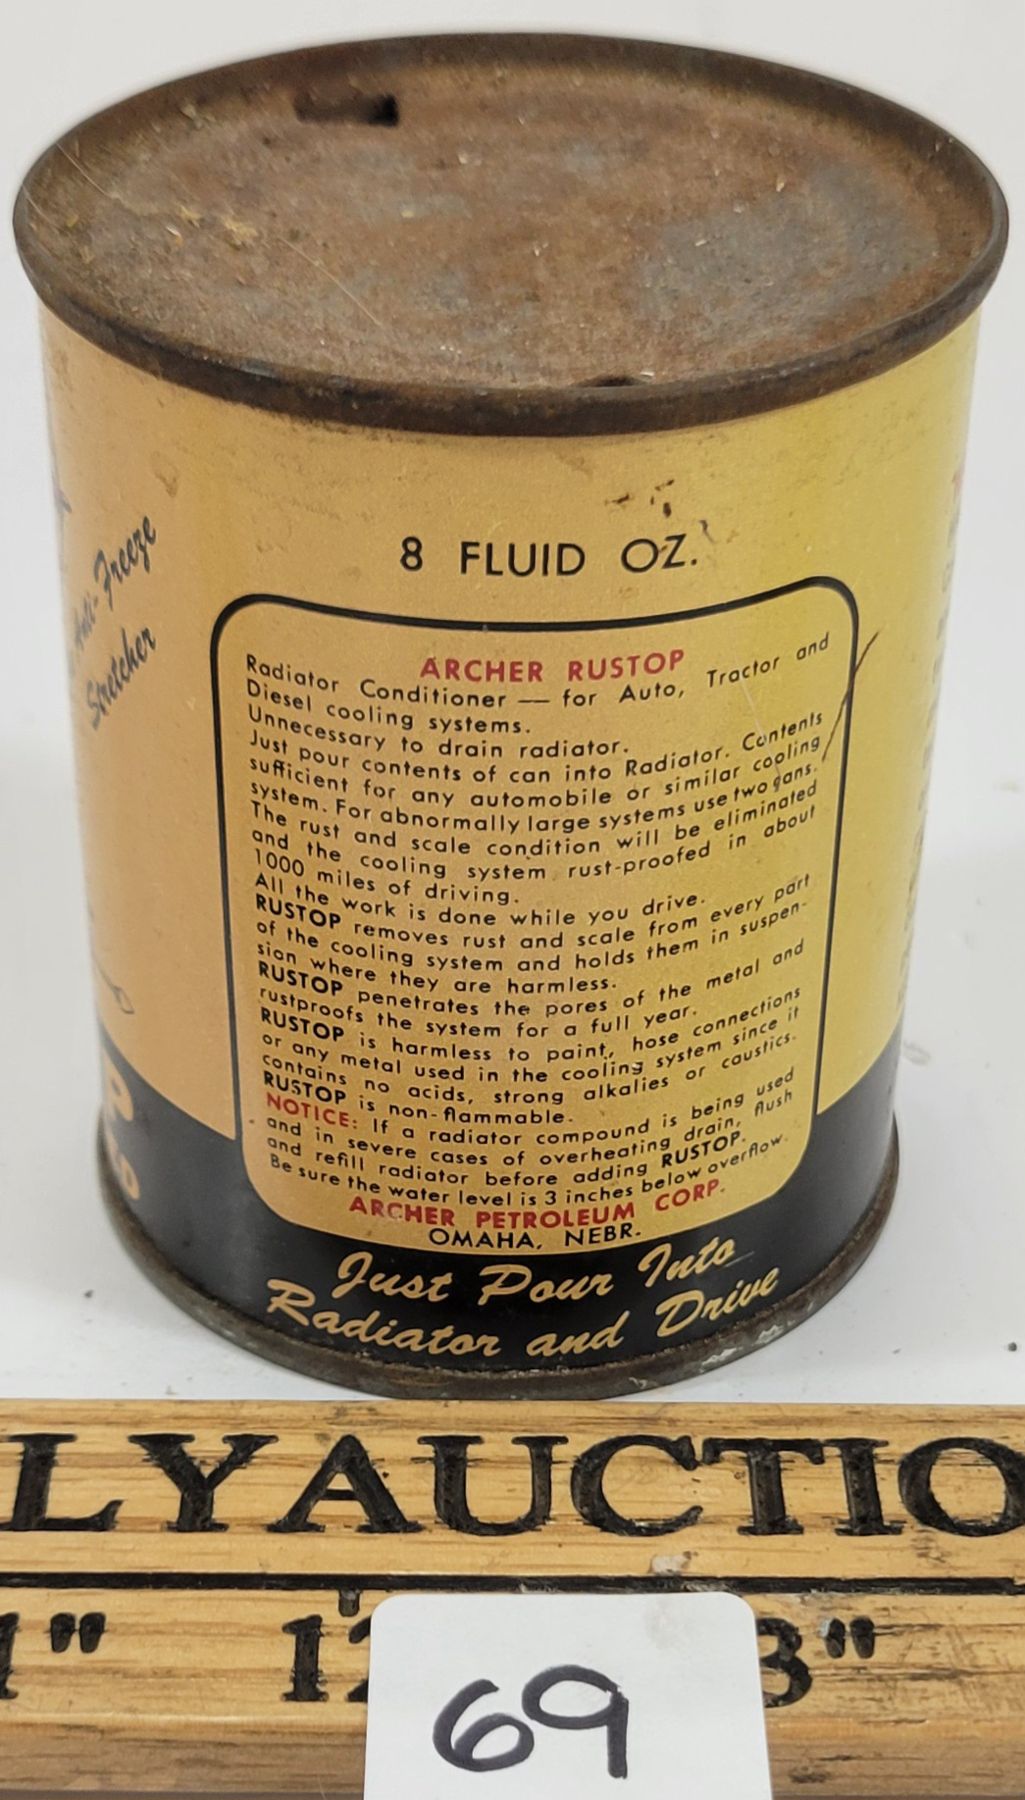 8 FLUID OZ.
Anti-Freeze
Stretcher
ARCHER RUSTOP
Radiator Conditioner — for Auto, Tractor and
Diesel cooling systems.
Unnecessary to drain radiator.
Just pour contents of can into Radiator. Contents
sufficient for any automobile or similar cooling
system. For abnormally large systems use two cans.
The rust and scale condition will be eliminated
and the cooling system rust-proofed in about
1000 miles of driving.
All the work is done while you drive.
RUSTOP removes rust and scale from every part
of the cooling system and holds them in suspen-
sion where they are harmless.
RUSTOP penetrates the pores of the metal and
rustproofs the system for a full year.
RUSTOP is harmless to paint, hose connections
or any metal used in the cooling system since it
contains no acids, strong alkalies or caustics.
RUSTOP is non-flammable.
NOTICE: If a radiator compound is being used
and in severe cases of overheating drain, flush
and refill radiator before adding RUSTOP.
Be sure the water level is 3 inches below overflow.
ARCHER PETROLEUM CORP.
OMAHA, NEBR.
Just Pour Into
Radiator and Drive
LYAUCTIO
1" 12 3"
69